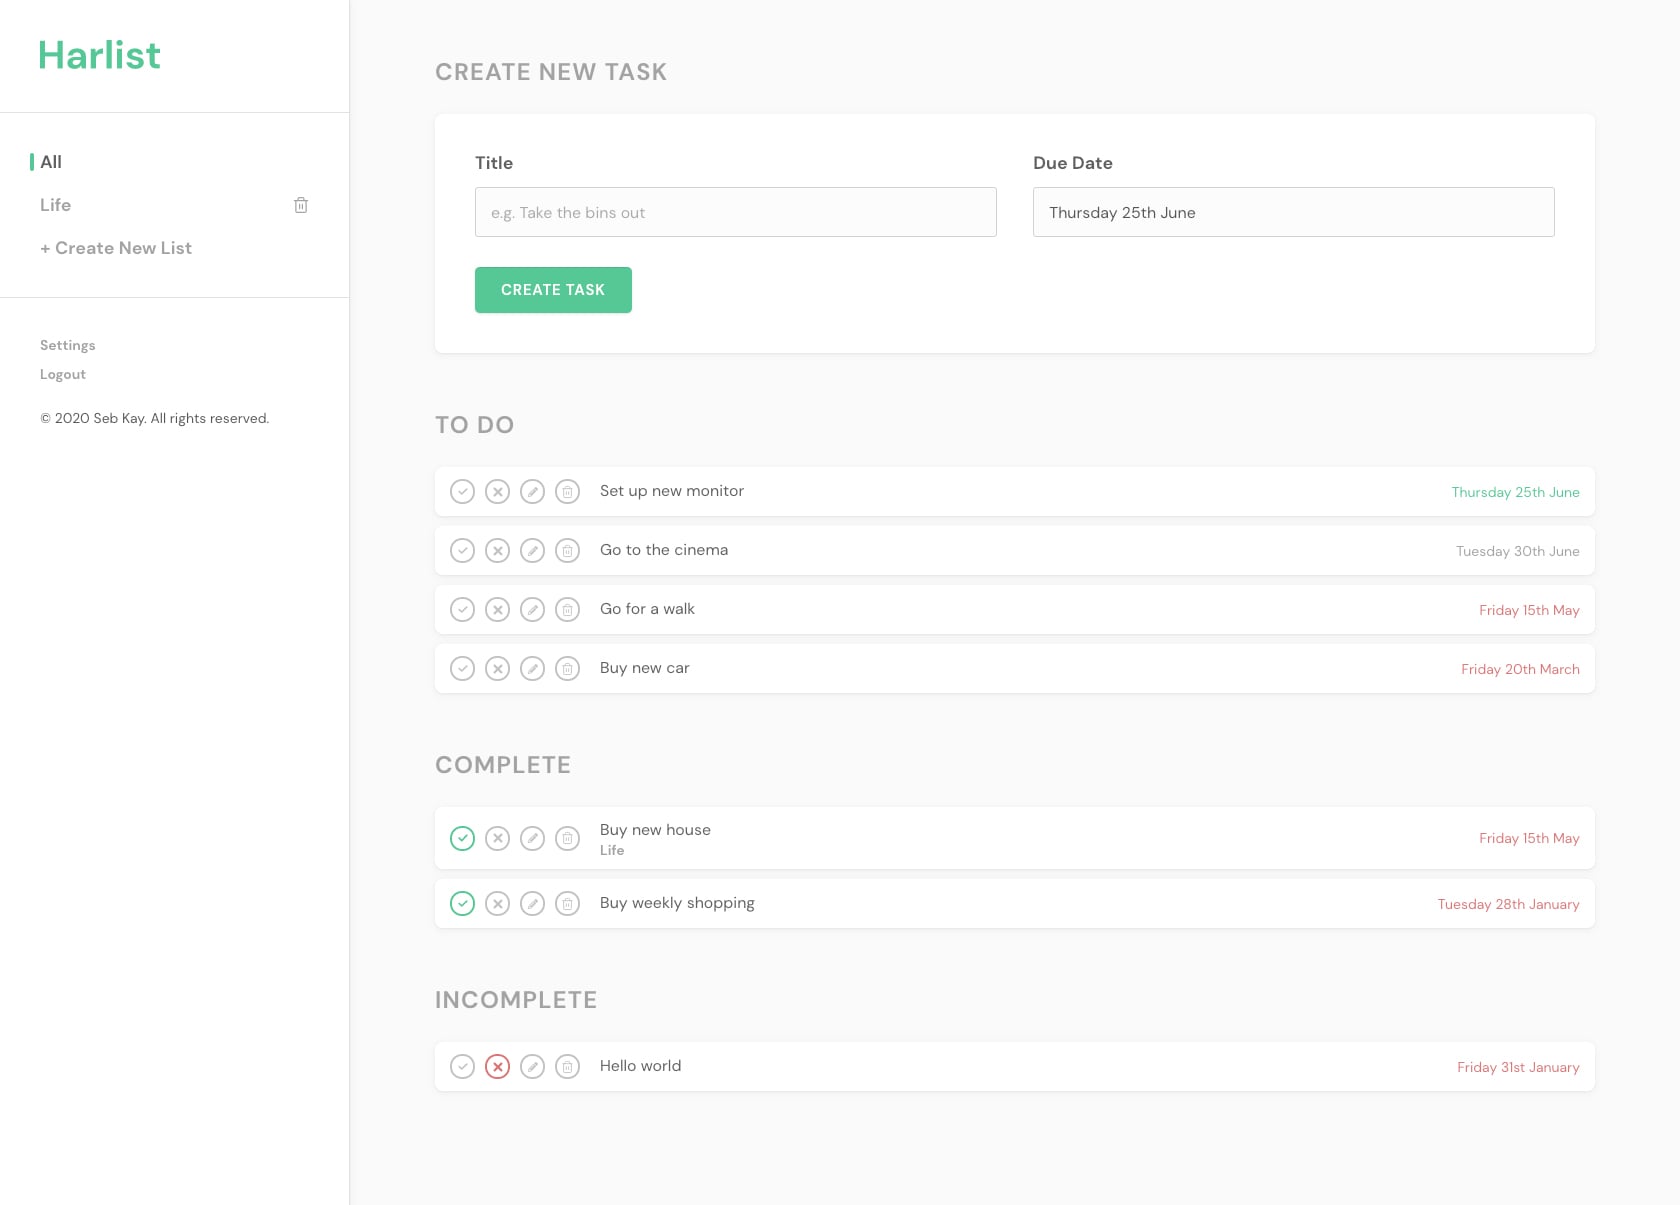 Harlist
All
Life
+ Create New List
Settings
Logout
© 2020 Seb Kay. All rights reserved.
CREATE NEW TASK
Title
Due Date
e.g. Take the bins out
Thursday 25th June
CREATE TASK
TO DO
Set up new monitor
Thursday 25th June
Go to the cinema
Tuesday 30th June
Go for a walk
Friday 15th May
Buy new car
Friday 20th March
COMPLETE
Buy new house
Life
Friday 15th May
Buy weekly shopping
Tuesday 28th January
INCOMPLETE
Hello world
Friday 31st January